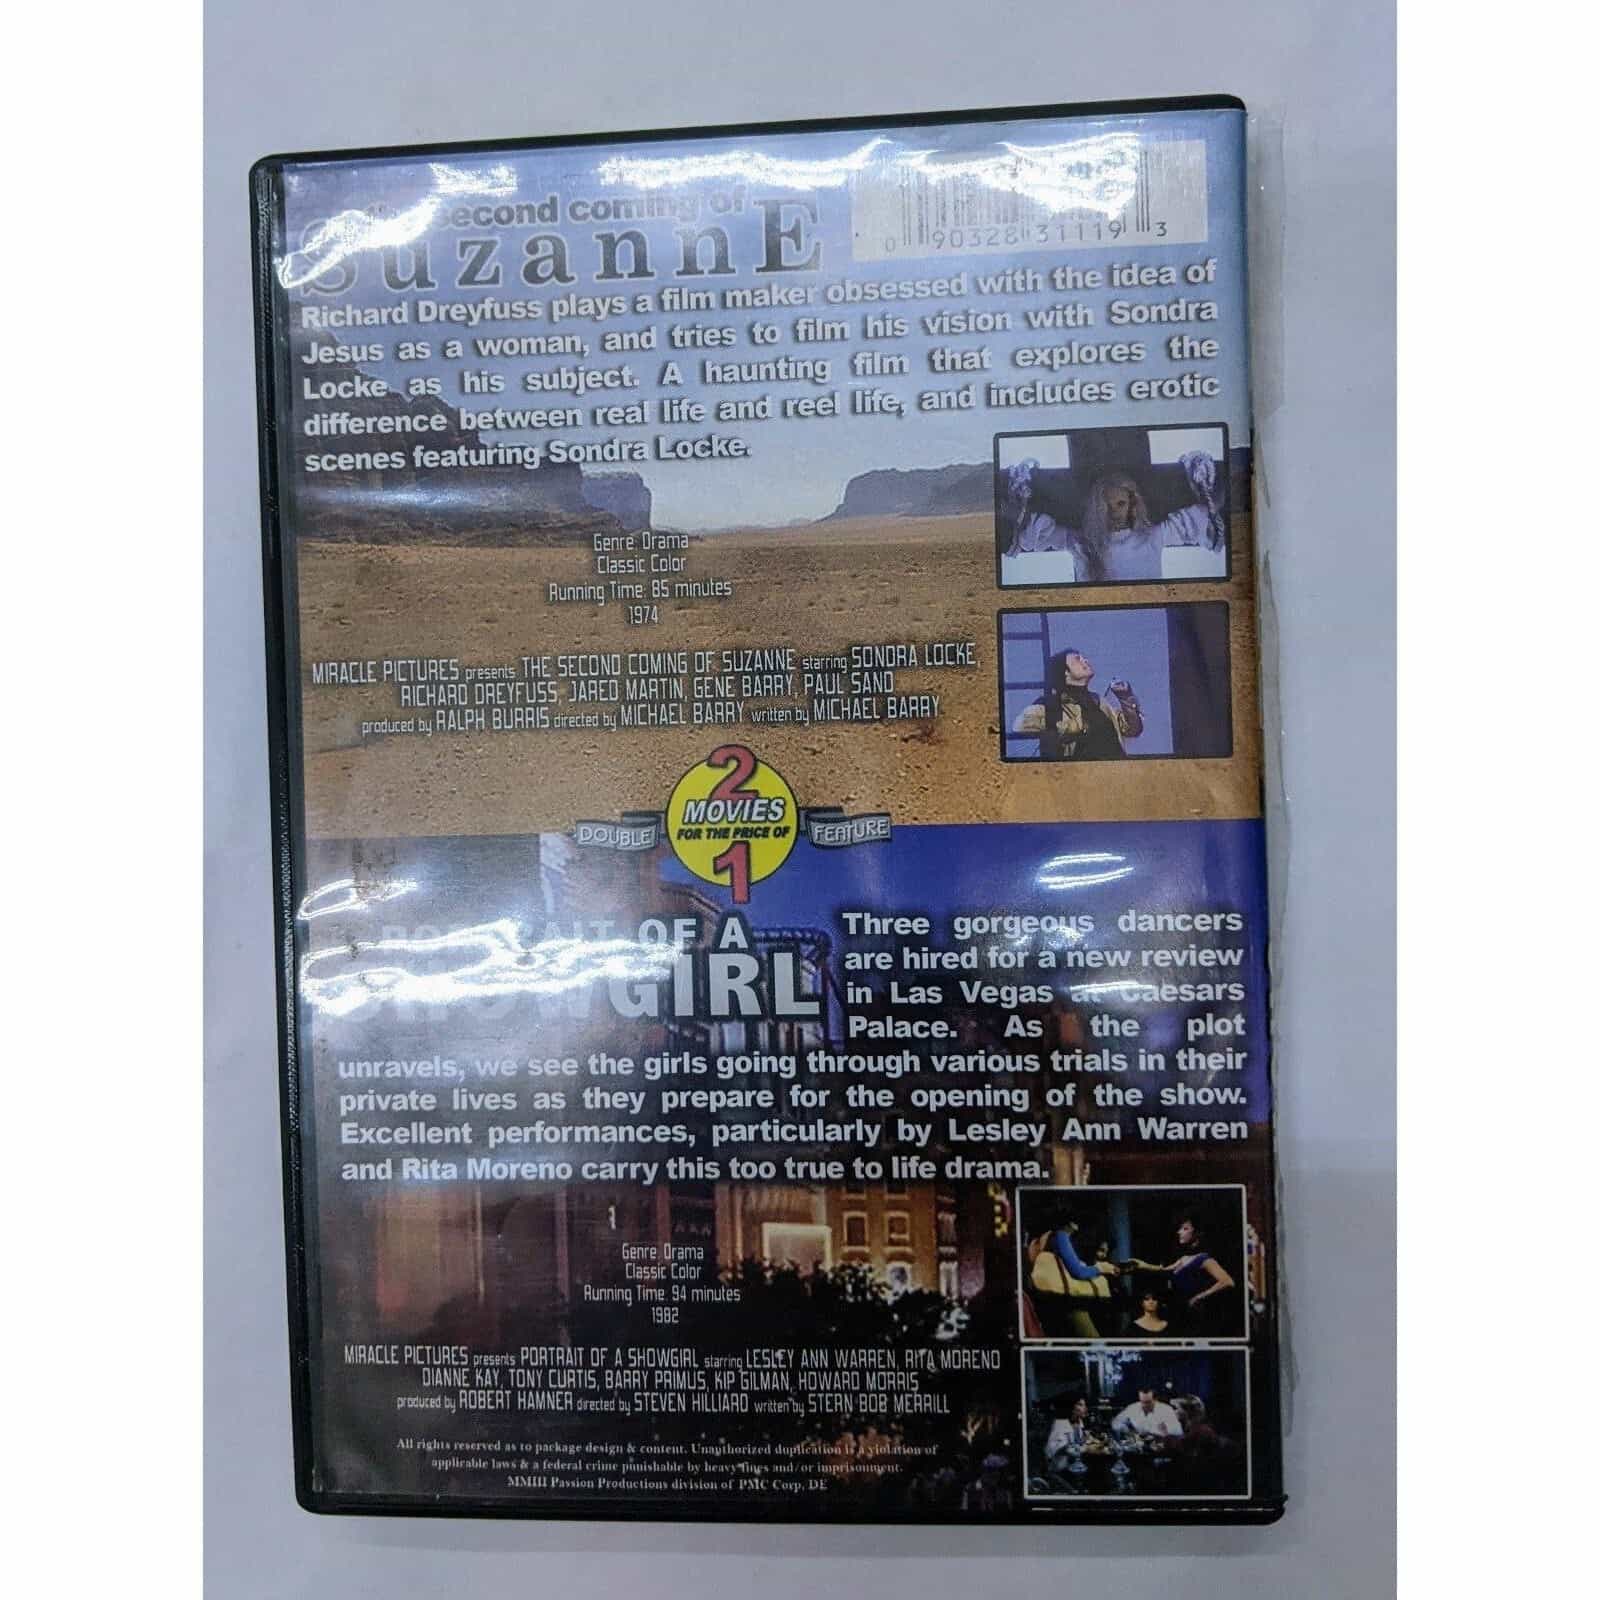 second coming of
SuzannE
0 90328 31119 3
Richard Dreyfuss plays a film maker obsessed with the idea of
Jesus as a woman, and tries to film his vision with Sondra
Locke as his subject. A haunting film that explores the
difference between real life and reel life, and includes erotic
scenes featuring Sondra Locke.
Genre: Drama
Classic Color
Running Time: 85 minutes
1974
MIRACLE PICTURES presents THE SECOND COMING OF SUZANNE starring SONDRA LOCKE,
RICHARD DREYFUSS, JARED MARTIN, GENE BARRY, PAUL SAND
produced by RALPH BURRIS directed by MICHAEL BARRY written by MICHAEL BARRY
2
MOVIES
FOR THE PRICE OF
1
DOUBLE FEATURE
PORTRAIT OF A
SHOWGIRL
Three gorgeous dancers
are hired for a new review
in Las Vegas at Caesars
Palace. As the plot
unravels, we see the girls going through various trials in their
private lives as they prepare for the opening of the show.
Excellent performances, particularly by Lesley Ann Warren
and Rita Moreno carry this too true to life drama.
Genre: Drama
Classic Color
Running Time: 94 minutes
1982
MIRACLE PICTURES presents PORTRAIT OF A SHOWGIRL starring LESLEY ANN WARREN, RITA MORENO
DIANNE KAY, TONY CURTIS, BARRY PRIMUS, KIP GILMAN, HOWARD MORRIS
produced by ROBERT HAMNER directed by STEVEN HILLIARD written by STERN BOB MERRILL
All rights reserved as to package design & content. Unauthorized duplication is a violation of
applicable laws & a federal crime punishable by heavy fines and/or imprisonment.
MMIII Passion Productions division of PMC Corp. DE